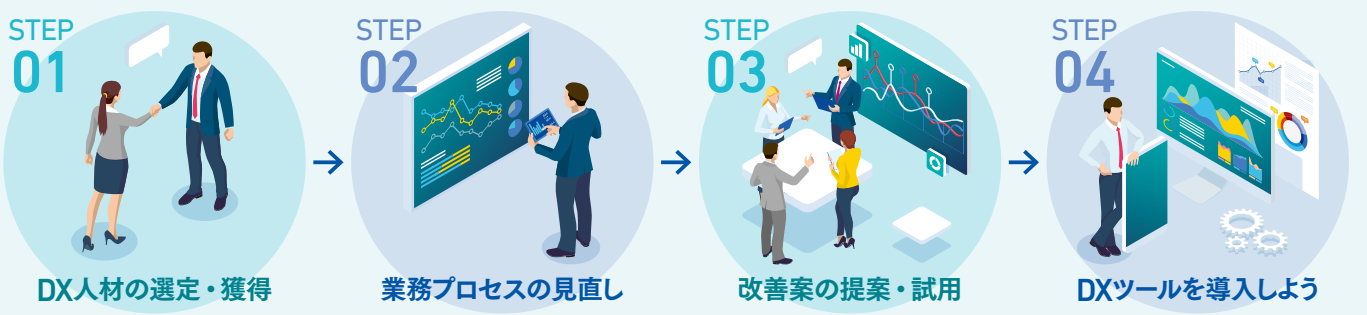 STEP
01
DX人材の選定・獲得
STEP
02
業務プロセスの見直し
STEP
03
改善案の提案・試用
STEP
04
DXツールを導入しよう